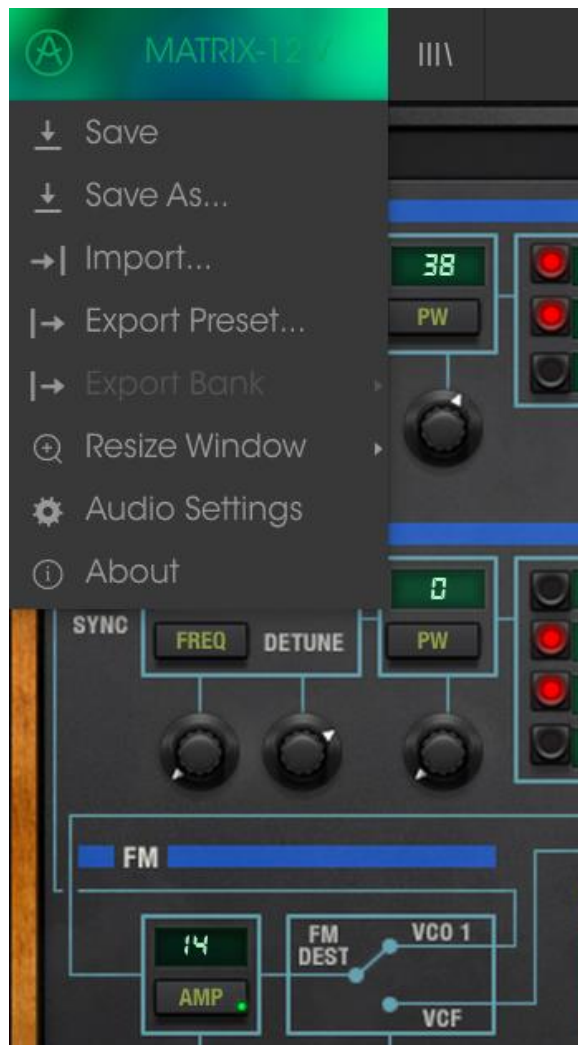 MATRIX-12 V
Save
Save As...
Import...
Export Preset...
Export Bank
Resize Window
Audio Settings
About
38
PW
0
PW
SYNC
FREQ
DETUNE
FM
14
AMP
FM
DEST
VCO 1
VCF